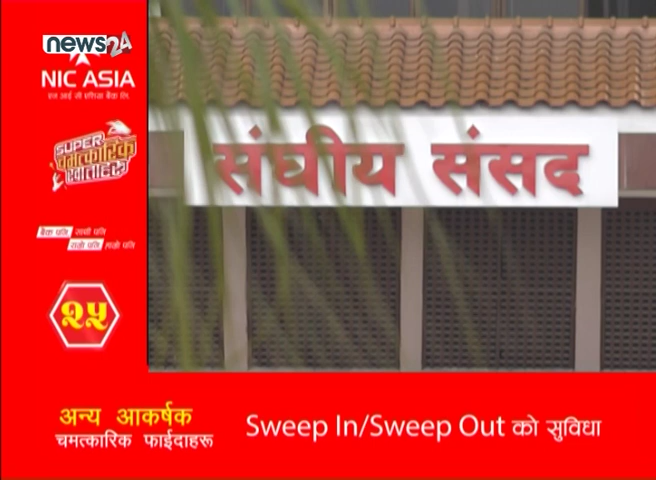 news24
NIC ASIA
एन आई सी एशिया बैंक लि.
SUPER
चमत्कारिक
खाताहरू
संघीय संसद
२५
अन्य आकर्षक
चमत्कारिक फाईदाहरू
Sweep In/Sweep Out को सुविधा